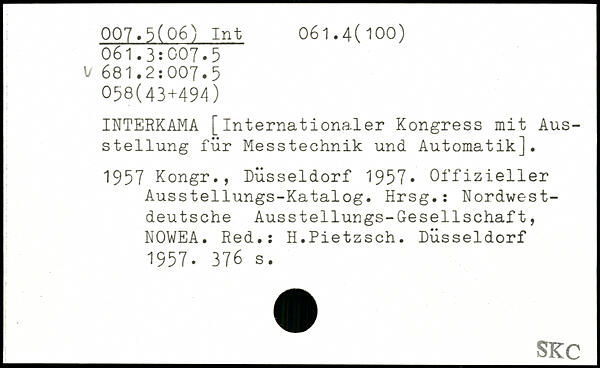 007.5(06) Int 061.4(100)
061.3:007.5
V 681.2:007.5
058(43+494)
INTERKAMA [Internationaler Kongress mit Aus-
stellung für Messtechnik und Automatik].
1957 Kongr., Düsseldorf 1957. Offizieller
Ausstellungs-Katalog. Hrsg.: Nordwest-
deutsche Ausstellungs-Gesellschaft,
NOWEA. Red.: H.Pietzsch. Düsseldorf
1957. 376 s.
SKC